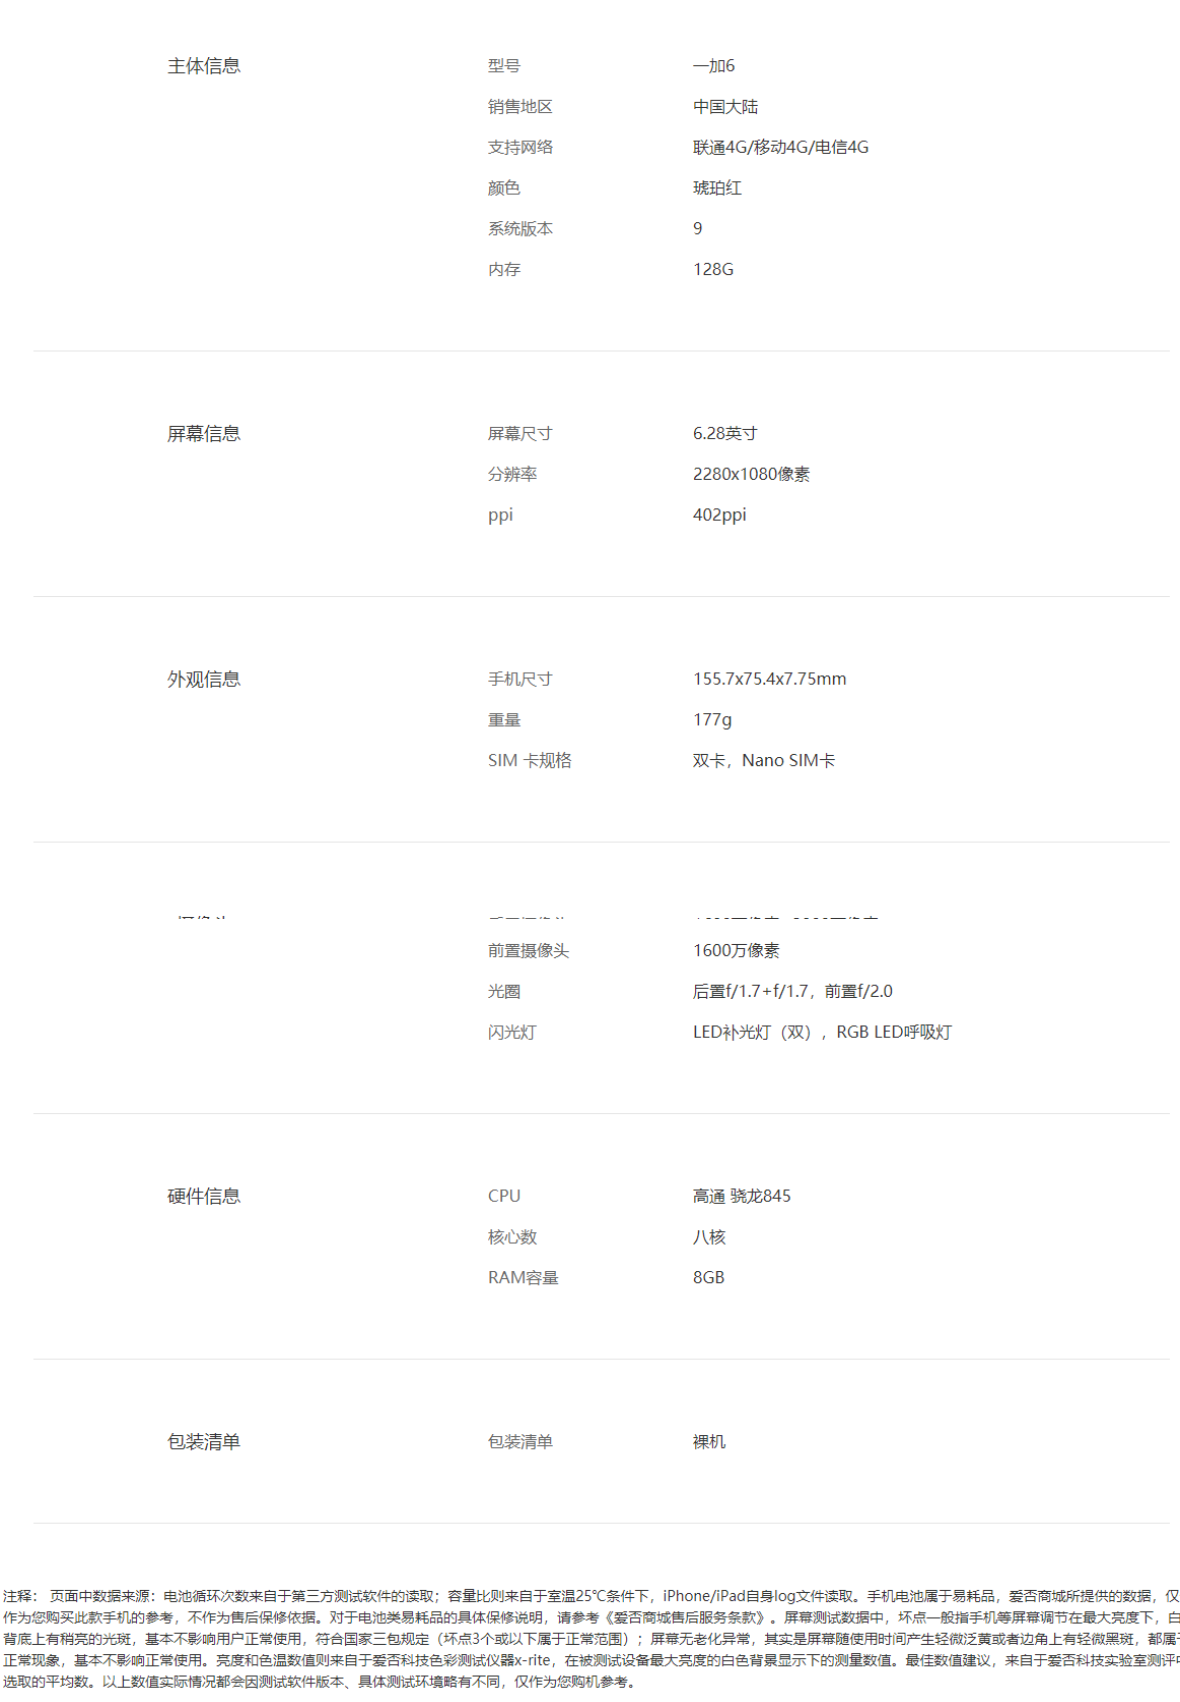 主体信息 型号 一加6
销售地区 中国大陆
支持网络 联通4G/移动4G/电信4G
颜色 琥珀红
系统版本 9
内存 128G
屏幕信息 屏幕尺寸 6.28英寸
分辨率 2280x1080像素
ppi 402ppi
外观信息 手机尺寸 155.7x75.4x7.75mm
重量 177g
SIM 卡规格 双卡，Nano SIM卡
前置摄像头 1600万像素
光圈 后置f/1.7+f/1.7，前置f/2.0
闪光灯 LED补光灯（双），RGB LED呼吸灯
硬件信息 CPU 高通 骁龙845
核心数 八核
RAM容量 8GB
包装清单 包装清单 裸机
注释： 页面中数据来源：电池循环次数来自于第三方测试软件的读取；容量比则来自于室温25℃条件下，iPhone/iPad自身log文件读取。手机电池属于易耗品，爱否商城所提供的数据，仅
作为您购买此款手机的参考，不作为售后保修依据。对于电池类易耗品的具体保修说明，请参考《爱否商城售后服务条款》。屏幕测试数据中，坏点一般指手机等屏幕调节在最大亮度下，白
背底上有稍亮的光斑，基本不影响用户正常使用，符合国家三包规定（坏点3个或以下属于正常范围）；屏幕无老化异常，其实是屏幕随使用时间产生轻微泛黄或者边角上有轻微黑斑，都属于
正常现象，基本不影响正常使用。亮度和色温数值则来自于爱否科技色彩测试仪器x-rite，在被测试设备最大亮度的白色背景显示下的测量数值。最佳数值建议，来自于爱否科技实验室测评中
选取的平均数。以上数值实际情况都会因测试软件版本、具体测试环境略有不同，仅作为您购机参考。